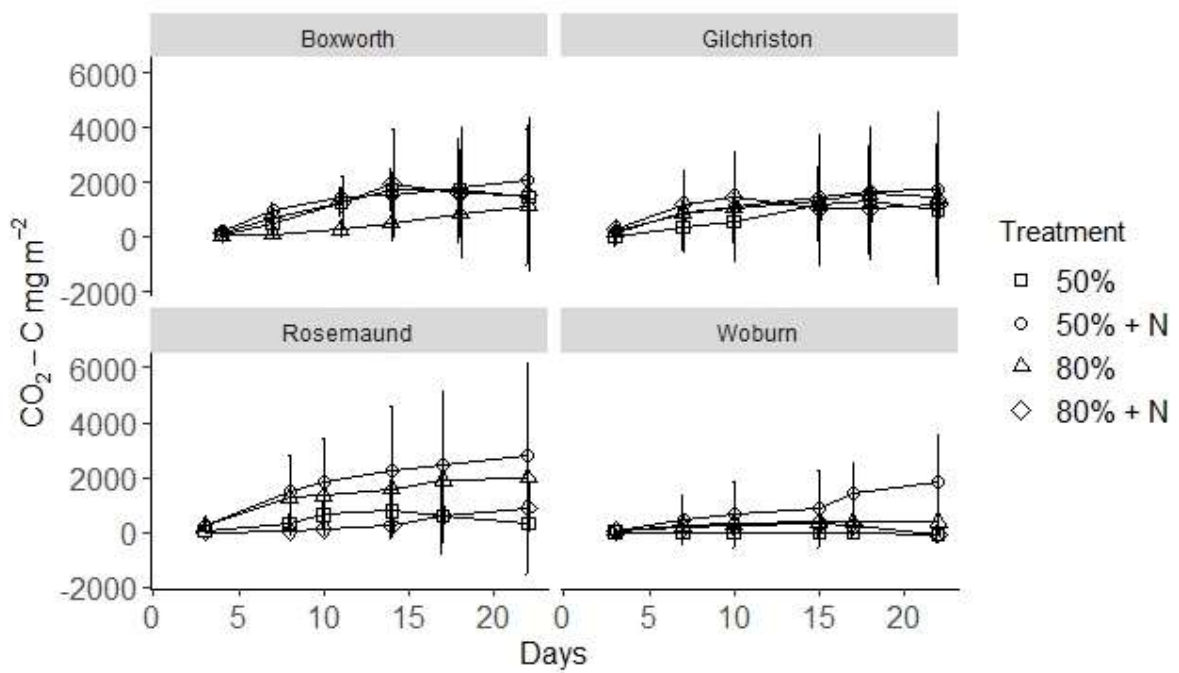 Boxworth
Gilchriston
6000
4000
2000
0
-2000
Rosemaund
Woburn
6000
4000
2000
0
-2000
0 5 10 15 20
0 5 10 15 20
Days
CO₂ – C mg m⁻²
Treatment
50%
50% + N
80%
80% + N